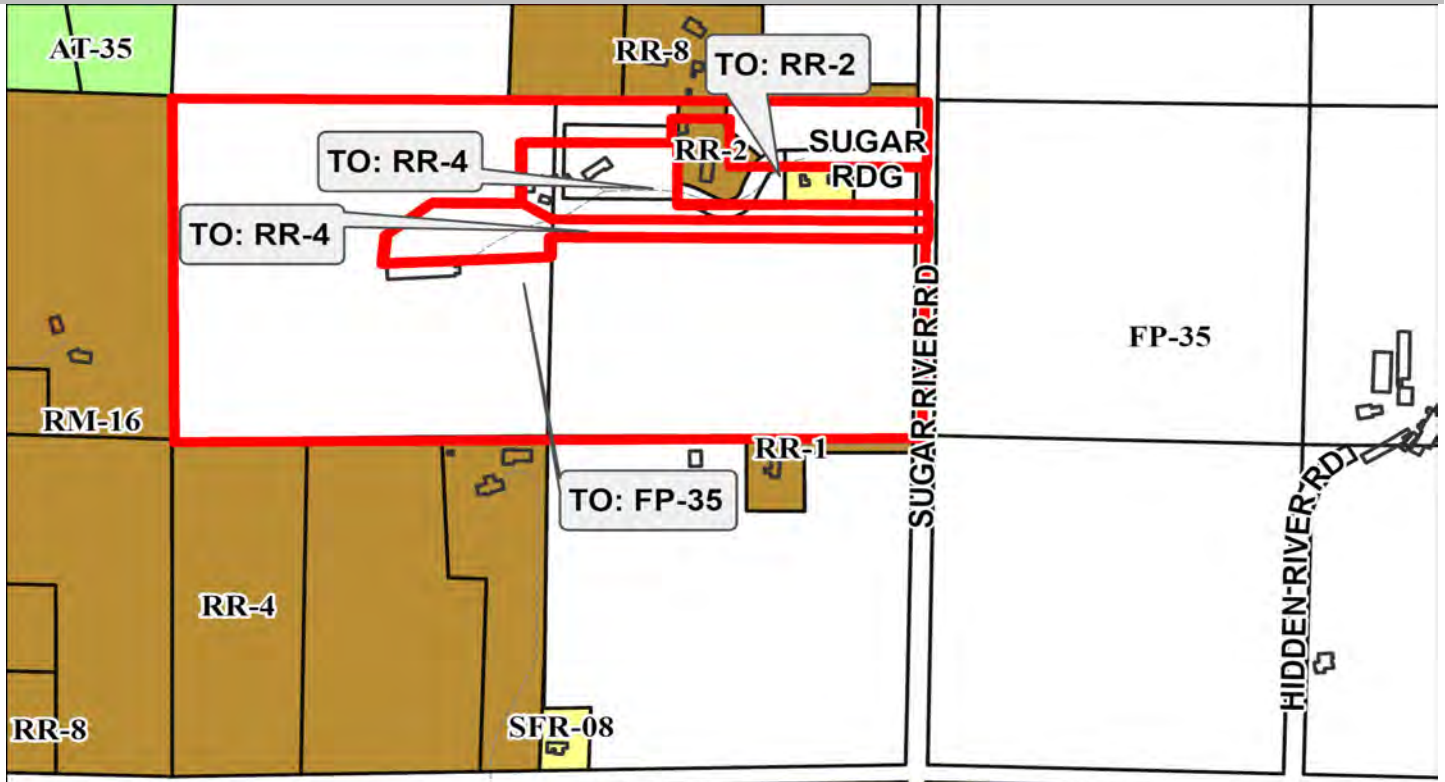 AT-35
RR-8
TO: RR-2
TO: RR-4
RR-2
SUGAR
RDG
TO: RR-4
SUGAR RIVER RD
FP-35
RM-16
RR-1
TO: FP-35
HIDDEN RIVER RD
RR-4
RR-8
SFR-08